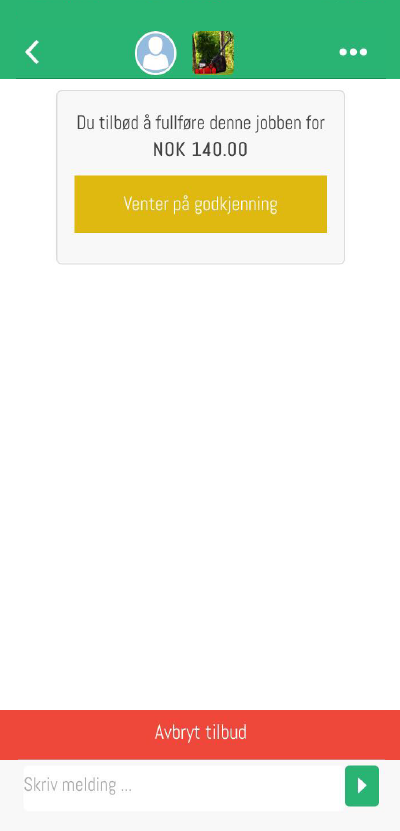 Du tilbød å fullføre denne jobben for
NOK 140.00
Venter på godkjenning
Avbryt tilbud
Skriv melding ...